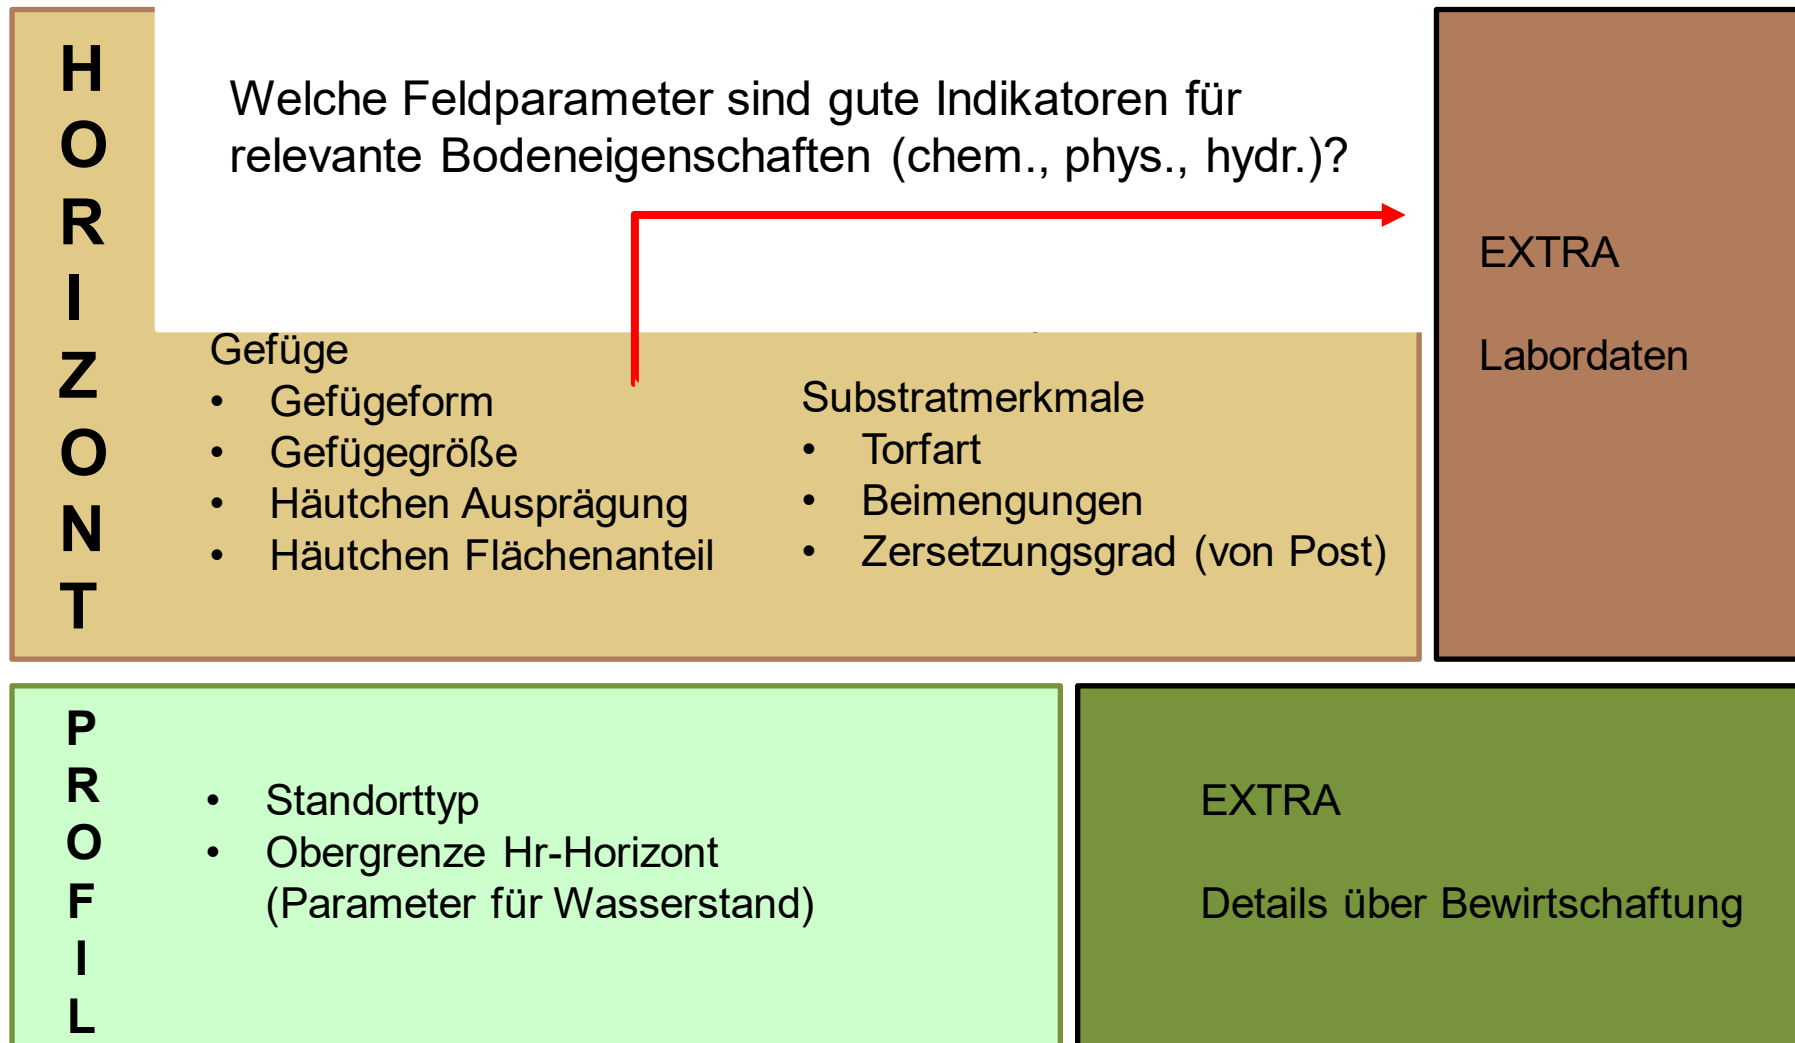 HORIZONT
Welche Feldparameter sind gute Indikatoren für
relevante Bodeneigenschaften (chem., phys., hydr.)?
Gefüge
• Gefügeform
• Gefügegröße
• Häutchen Ausprägung
• Häutchen Flächenanteil
Substratmerkmale
• Torfart
• Beimengungen
• Zersetzungsgrad (von Post)
EXTRA
Labordaten
PROFIL
• Standorttyp
• Obergrenze Hr-Horizont
(Parameter für Wasserstand)
EXTRA
Details über Bewirtschaftung